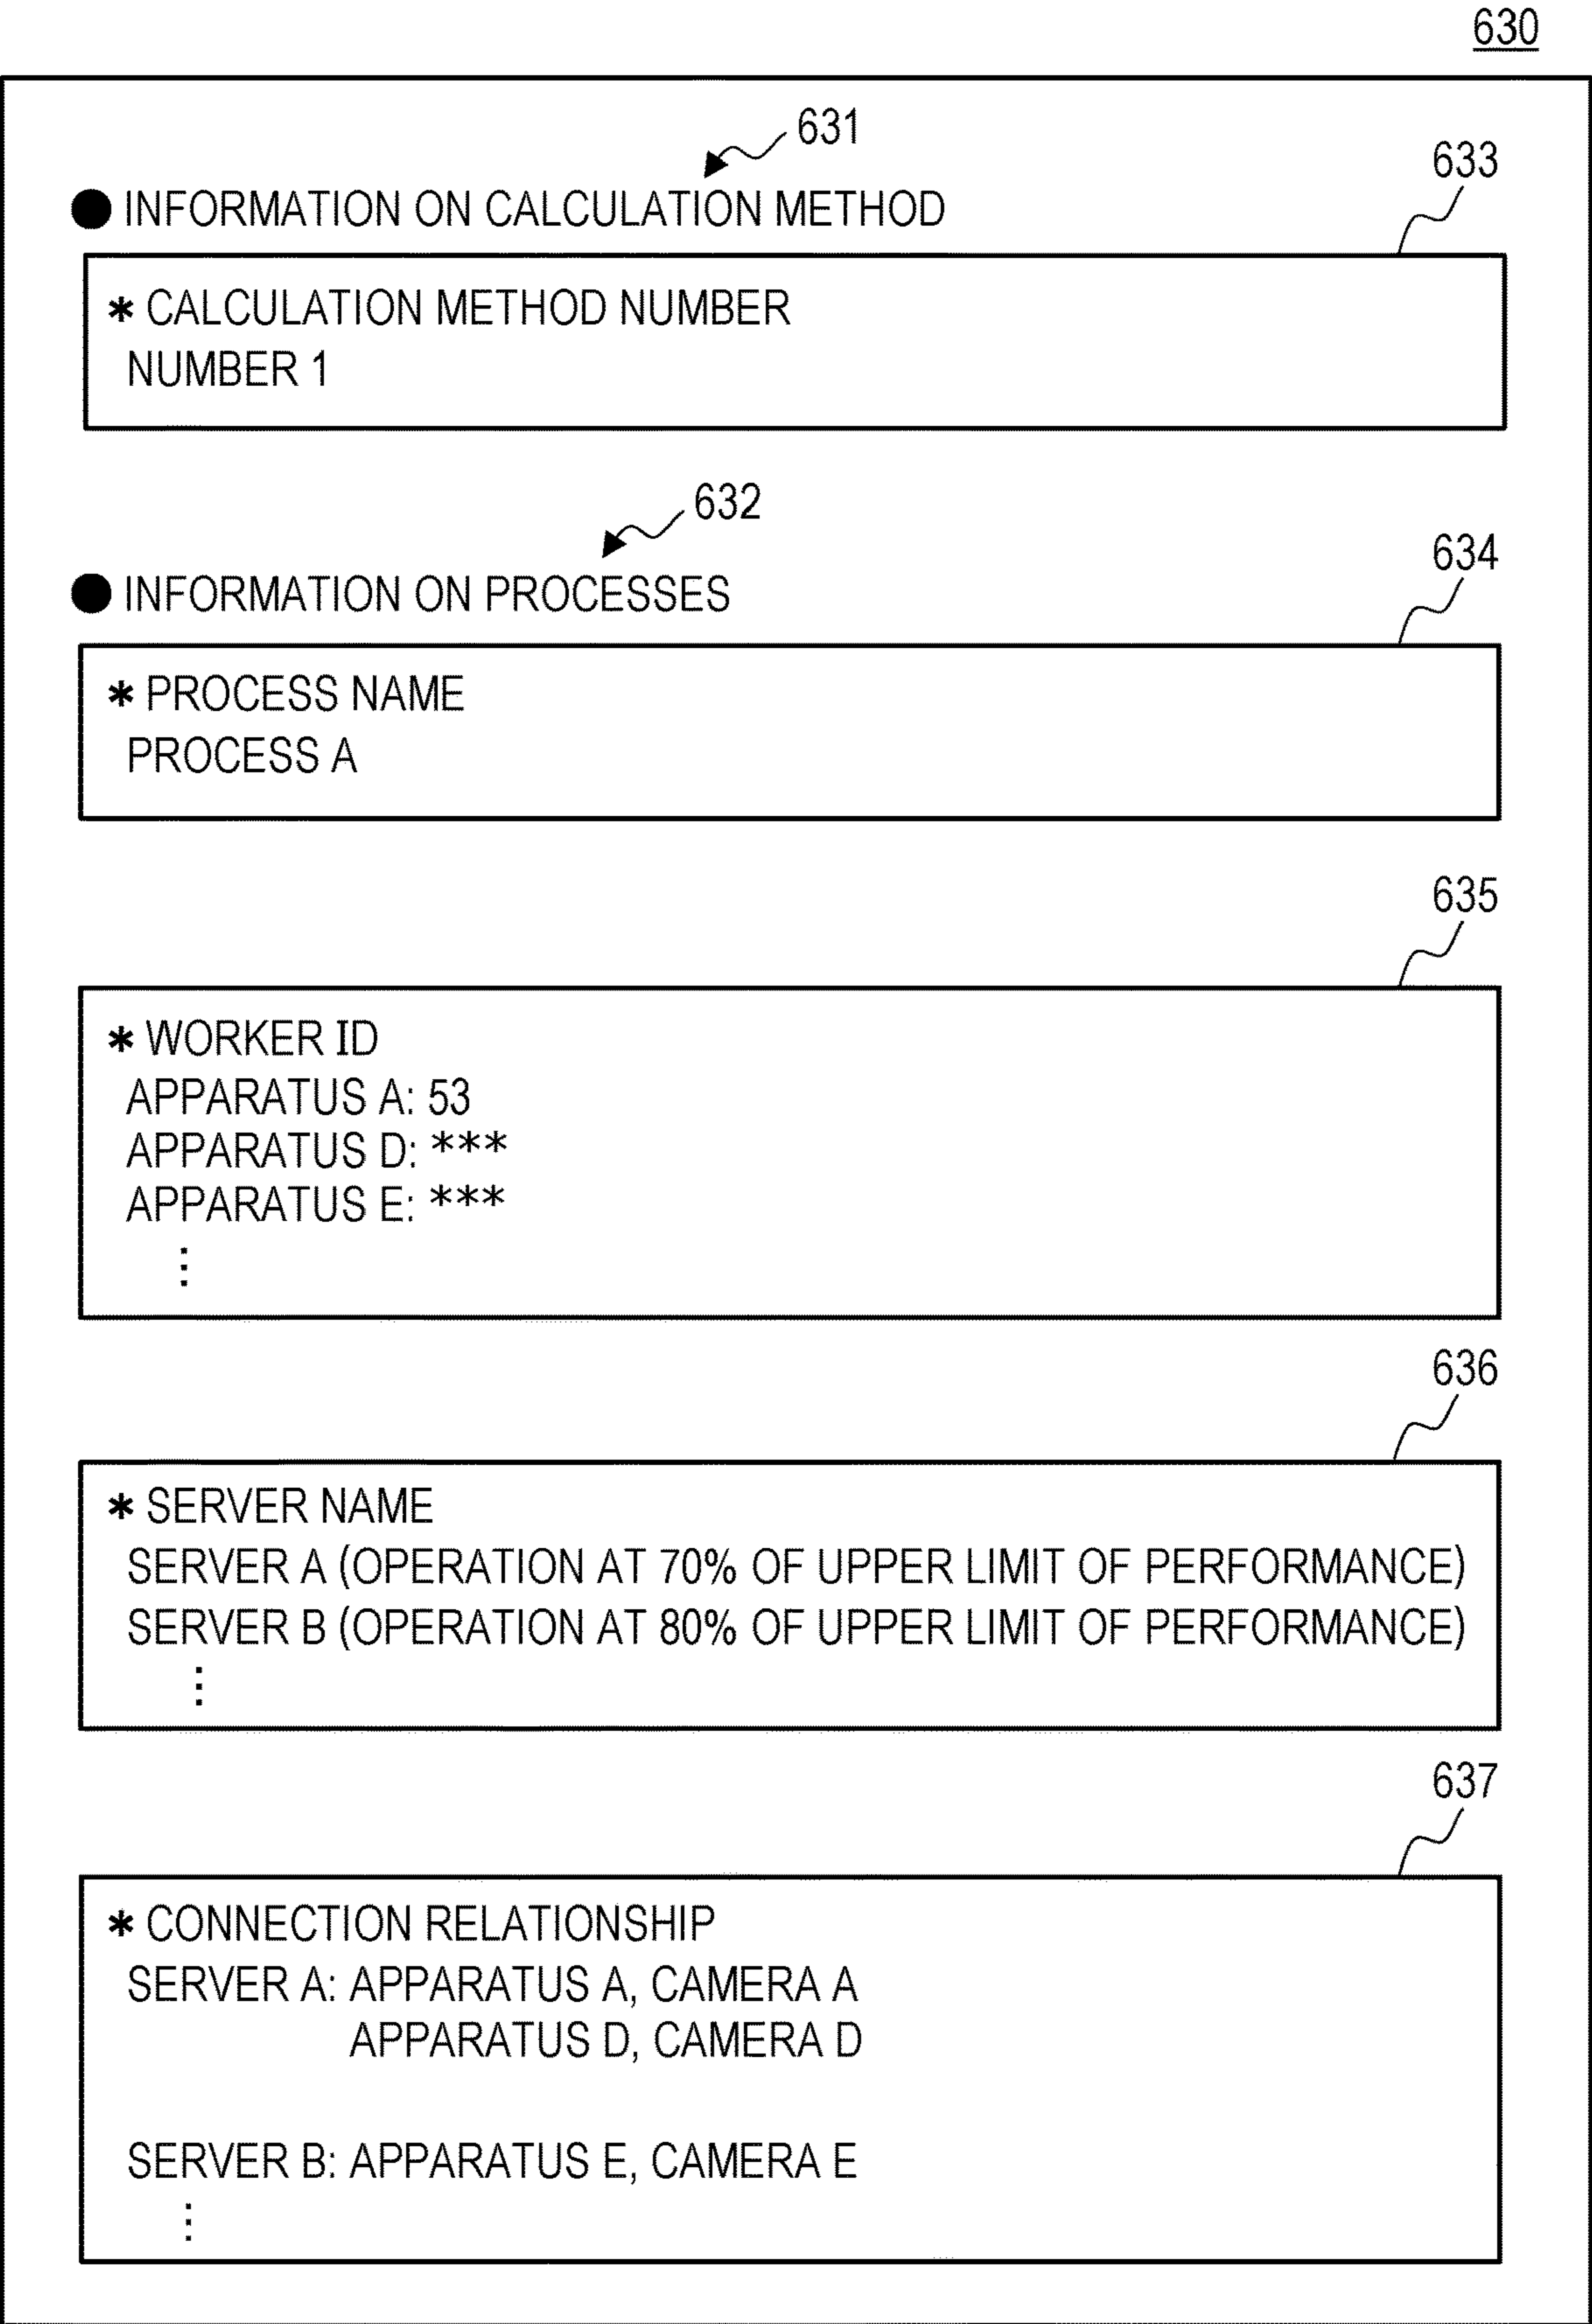 630
631
● INFORMATION ON CALCULATION METHOD
633
* CALCULATION METHOD NUMBER
NUMBER 1
632
● INFORMATION ON PROCESSES
634
* PROCESS NAME
PROCESS A
635
* WORKER ID
APPARATUS A: 53
APPARATUS D: ***
APPARATUS E: ***
⋮
636
* SERVER NAME
SERVER A (OPERATION AT 70% OF UPPER LIMIT OF PERFORMANCE)
SERVER B (OPERATION AT 80% OF UPPER LIMIT OF PERFORMANCE)
⋮
637
* CONNECTION RELATIONSHIP
SERVER A: APPARATUS A, CAMERA A
APPARATUS D, CAMERA D
SERVER B: APPARATUS E, CAMERA E
⋮